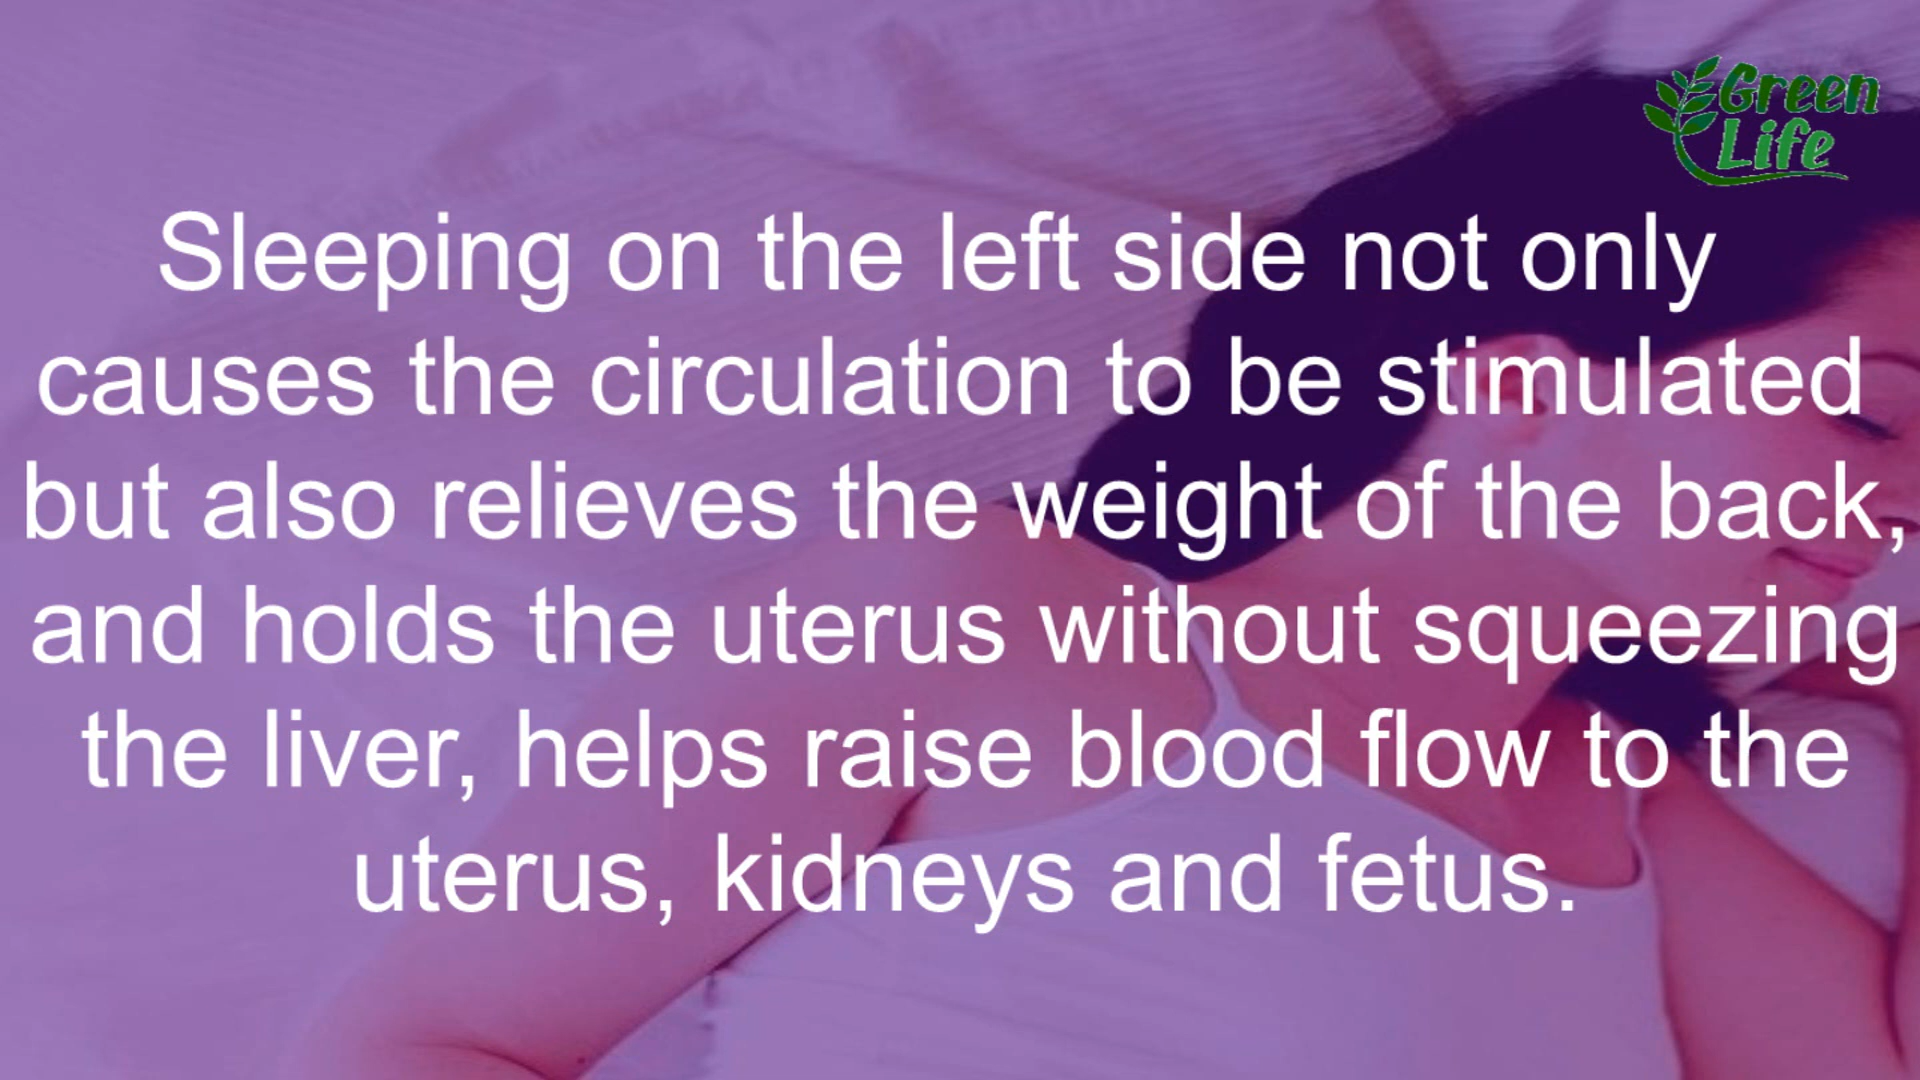 Green
Life
Sleeping on the left side not only
causes the circulation to be stimulated
but also relieves the weight of the back,
and holds the uterus without squeezing
the liver, helps raise blood flow to the
uterus, kidneys and fetus.